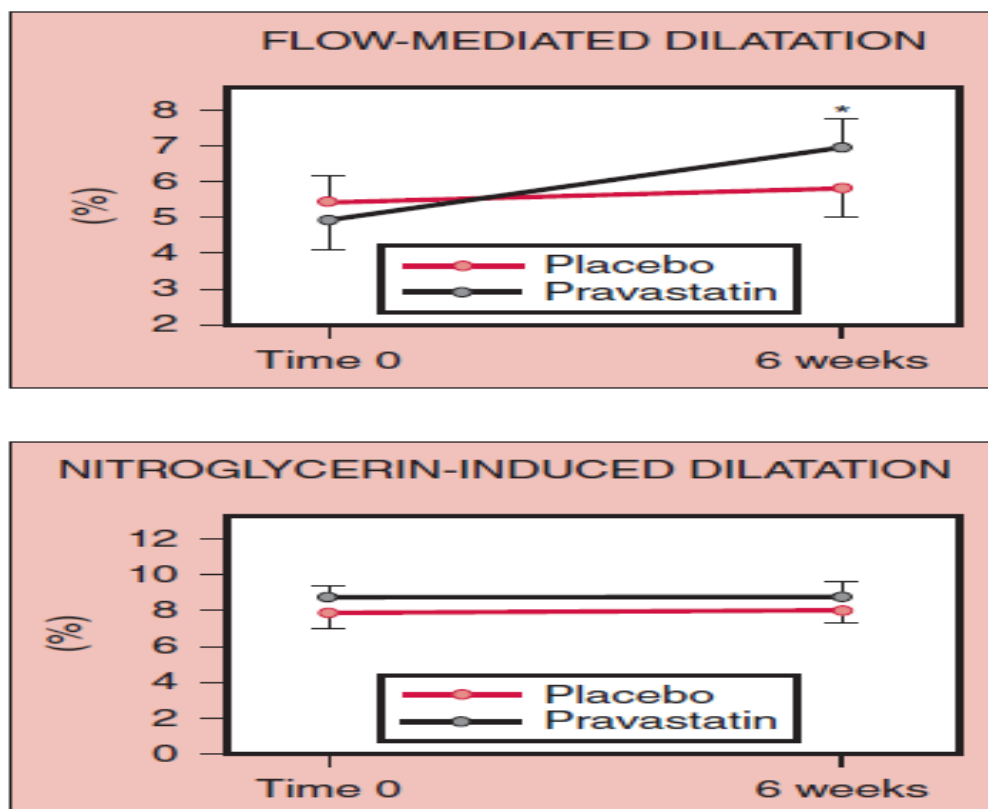 FLOW-MEDIATED DILATATION
8
7
6
5
4
3
2
(%)
*
Placebo
Pravastatin
Time 0 6 weeks
NITROGLYCERIN-INDUCED DILATATION
12
10
8
6
4
2
0
(%)
Placebo
Pravastatin
Time 0 6 weeks